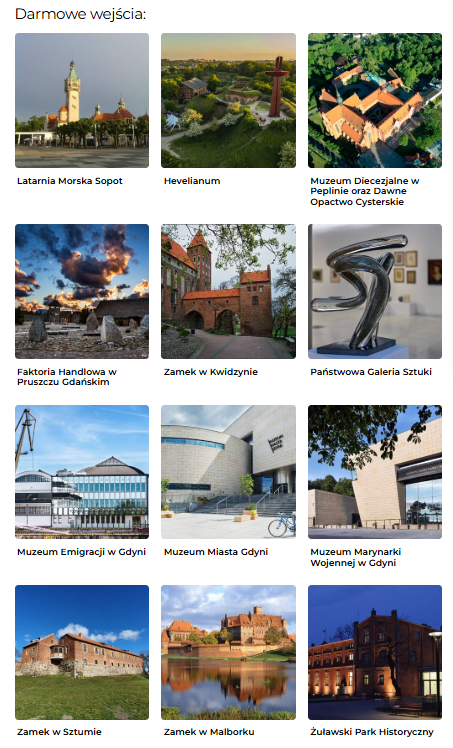 Darmowe wejścia:
Latarnia Morska Sopot
Hevelianum
Muzeum Diecezjalne w
Peplinie oraz Dawne
Opactwo Cysterskie
Faktoria Handlowa w
Pruszczu Gdańskim
Zamek w Kwidzynie
Państwowa Galeria Sztuki
Muzeum Emigracji w Gdyni
Muzeum Miasta Gdyni
Muzeum Marynarki
Wojennej w Gdyni
Zamek w Sztumie
Zamek w Malborku
Żuławski Park Historyczny